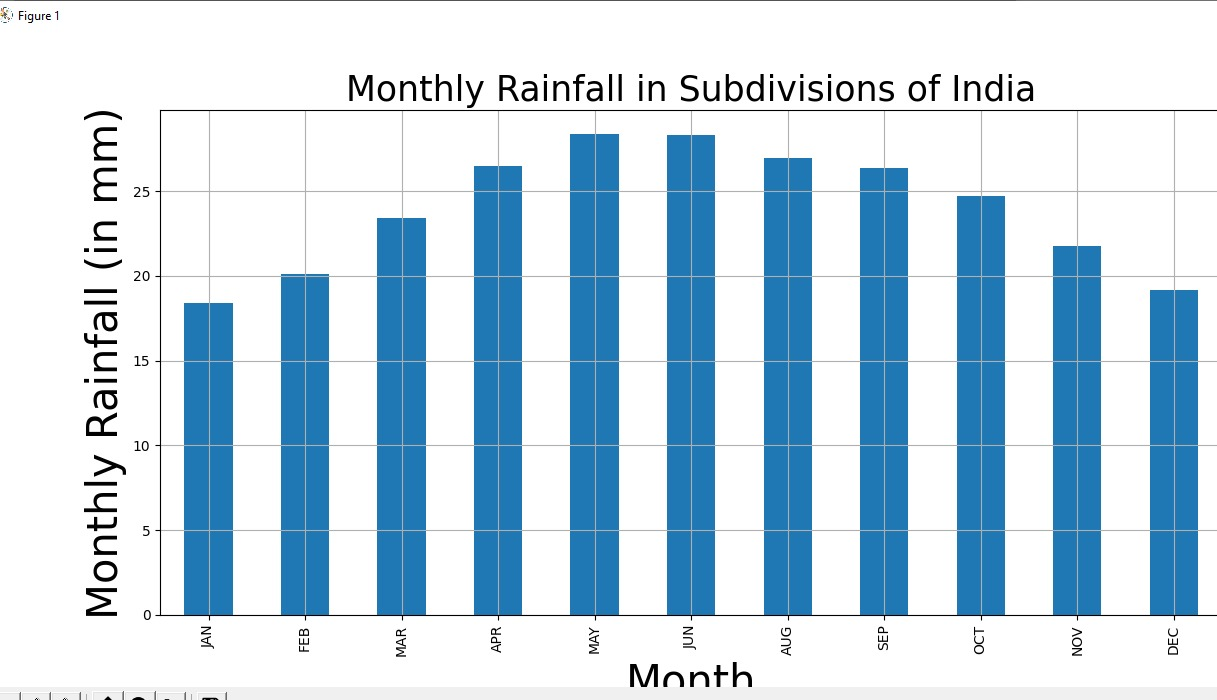 Figure 1
Monthly Rainfall in Subdivisions of India
Monthly Rainfall (in mm)
25
20
15
10
5
0
JAN FEB MAR APR MAY JUN AUG SEP OCT NOV DEC
Month